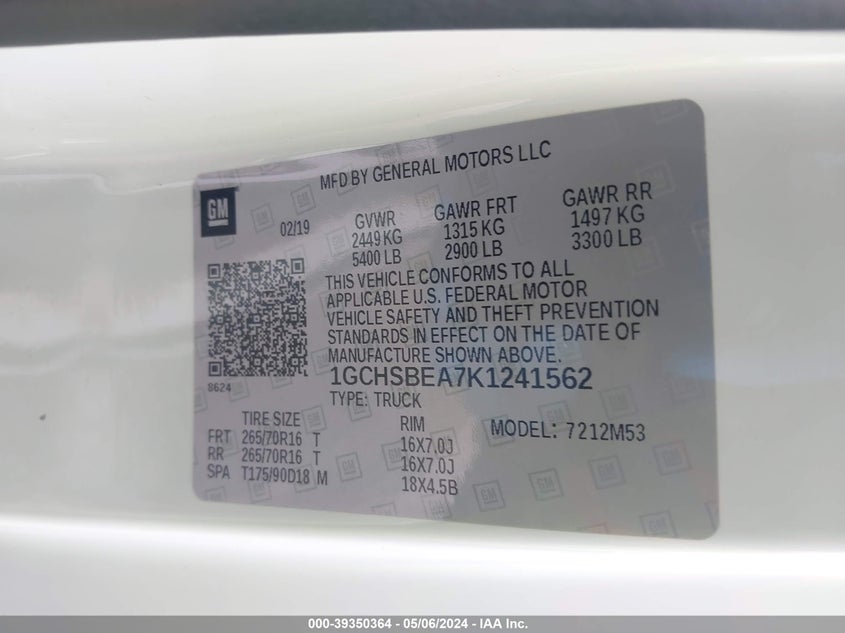 MFD BY GENERAL MOTORS LLC
GM
02/19
GVWR GAWR FRT GAWR RR
2449 KG 1315 KG 1497 KG
5400 LB 2900 LB 3300 LB
THIS VEHICLE CONFORMS TO ALL
APPLICABLE U.S. FEDERAL MOTOR
VEHICLE SAFETY AND THEFT PREVENTION
STANDARDS IN EFFECT ON THE DATE OF
MANUFACTURE SHOWN ABOVE.
8624
1GCHSBEA7K1241562
TYPE: TRUCK
TIRE SIZE RIM MODEL: 7212M53
FRT 265/70R16 T 16X7.0J
RR 265/70R16 T 16X7.0J
SPA T175/90D18 M 18X4.5B
000-39350364 - 05/06/2024 - IAA Inc.